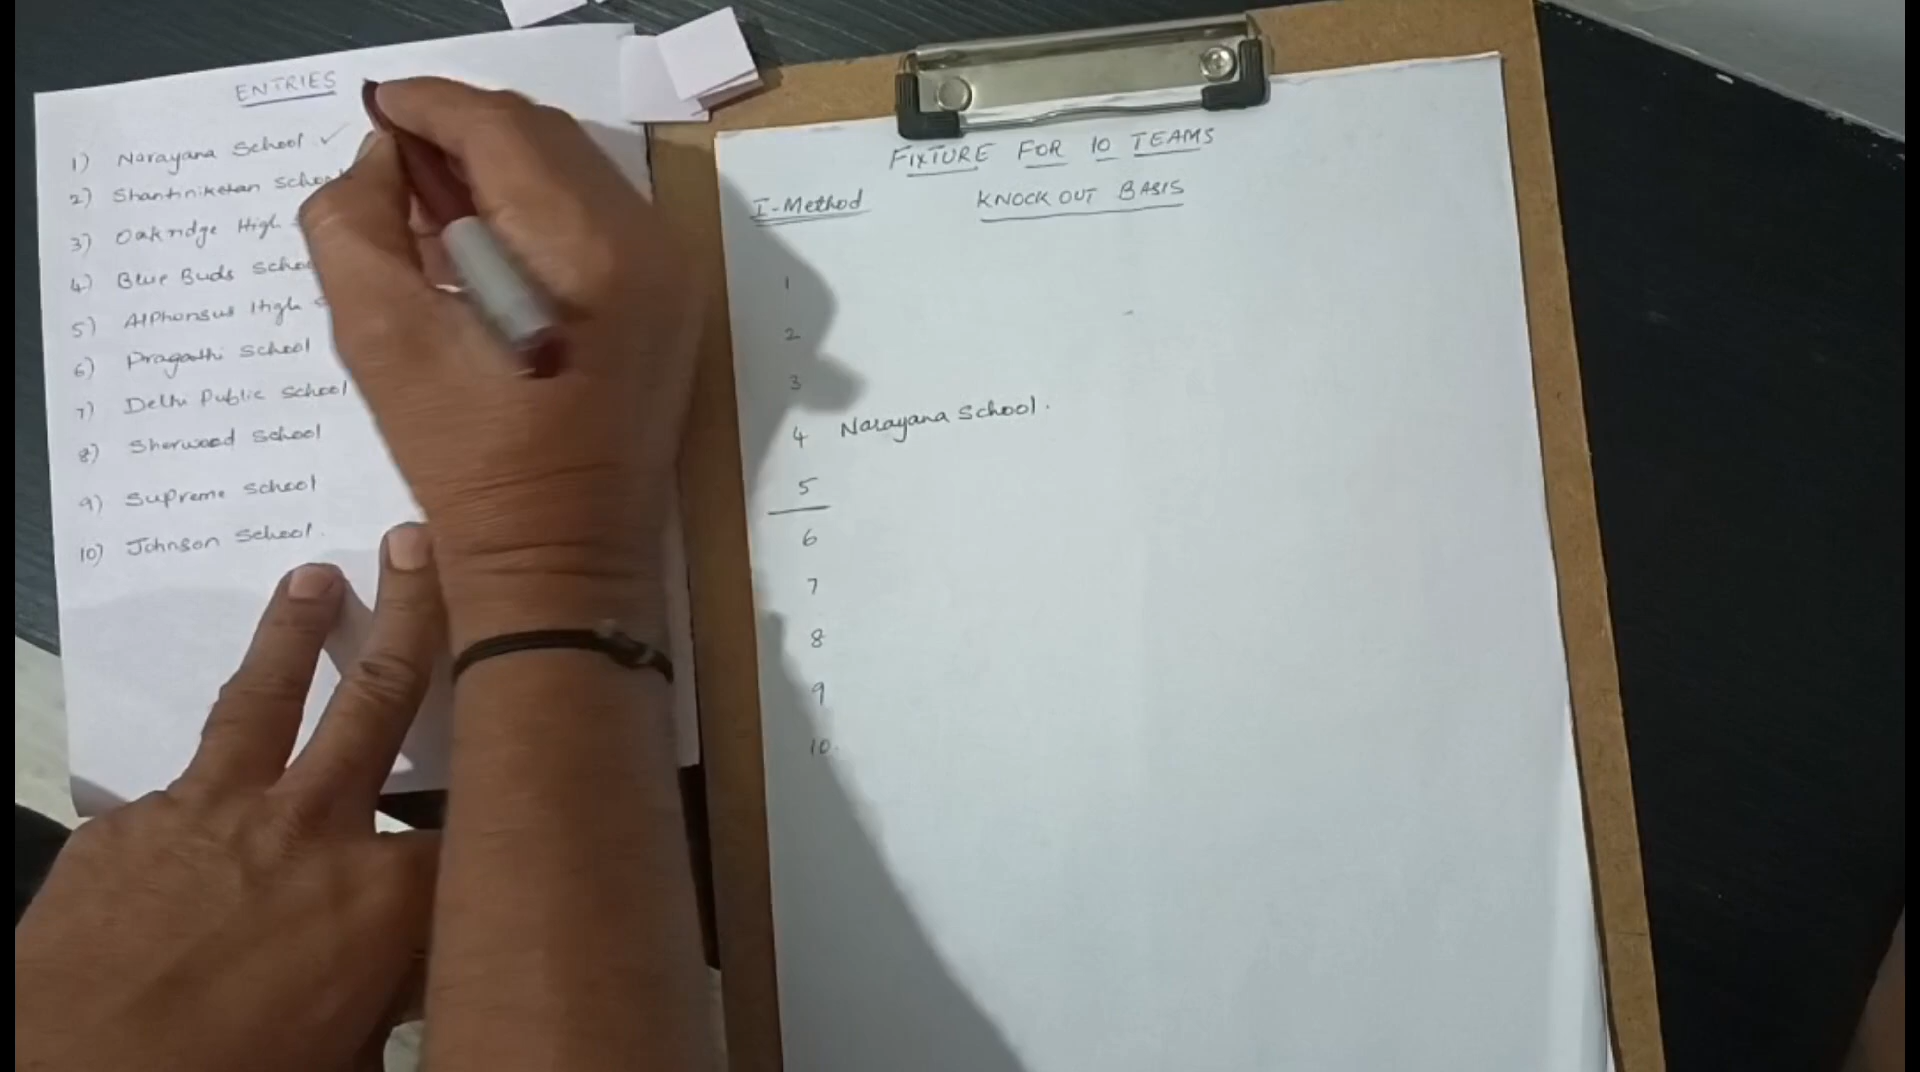 ENTRIES
1) Narayana School ✓
2) Shantiniketan School
3) Oakridge High
4) Blue Buds School
5) Alphonsus High
6) Pragathi School
7) Delhi Public School
8) Sherwood School
9) Supreme School
10) Johnson School.
FIXTURE FOR 10 TEAMS
I-Method KNOCK OUT BASIS
1
2
3
4 Narayana School.
5
6
7
8
9
10.